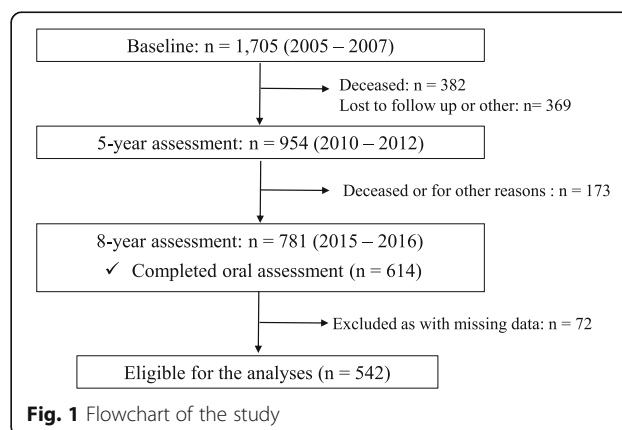 Baseline: n = 1,705 (2005 – 2007)
Deceased: n = 382
Lost to follow up or other: n= 369
5-year assessment: n = 954 (2010 – 2012)
Deceased or for other reasons : n = 173
8-year assessment: n = 781 (2015 – 2016)
✓ Completed oral assessment (n = 614)
Excluded as with missing data: n = 72
Eligible for the analyses (n = 542)
Fig. 1 Flowchart of the study